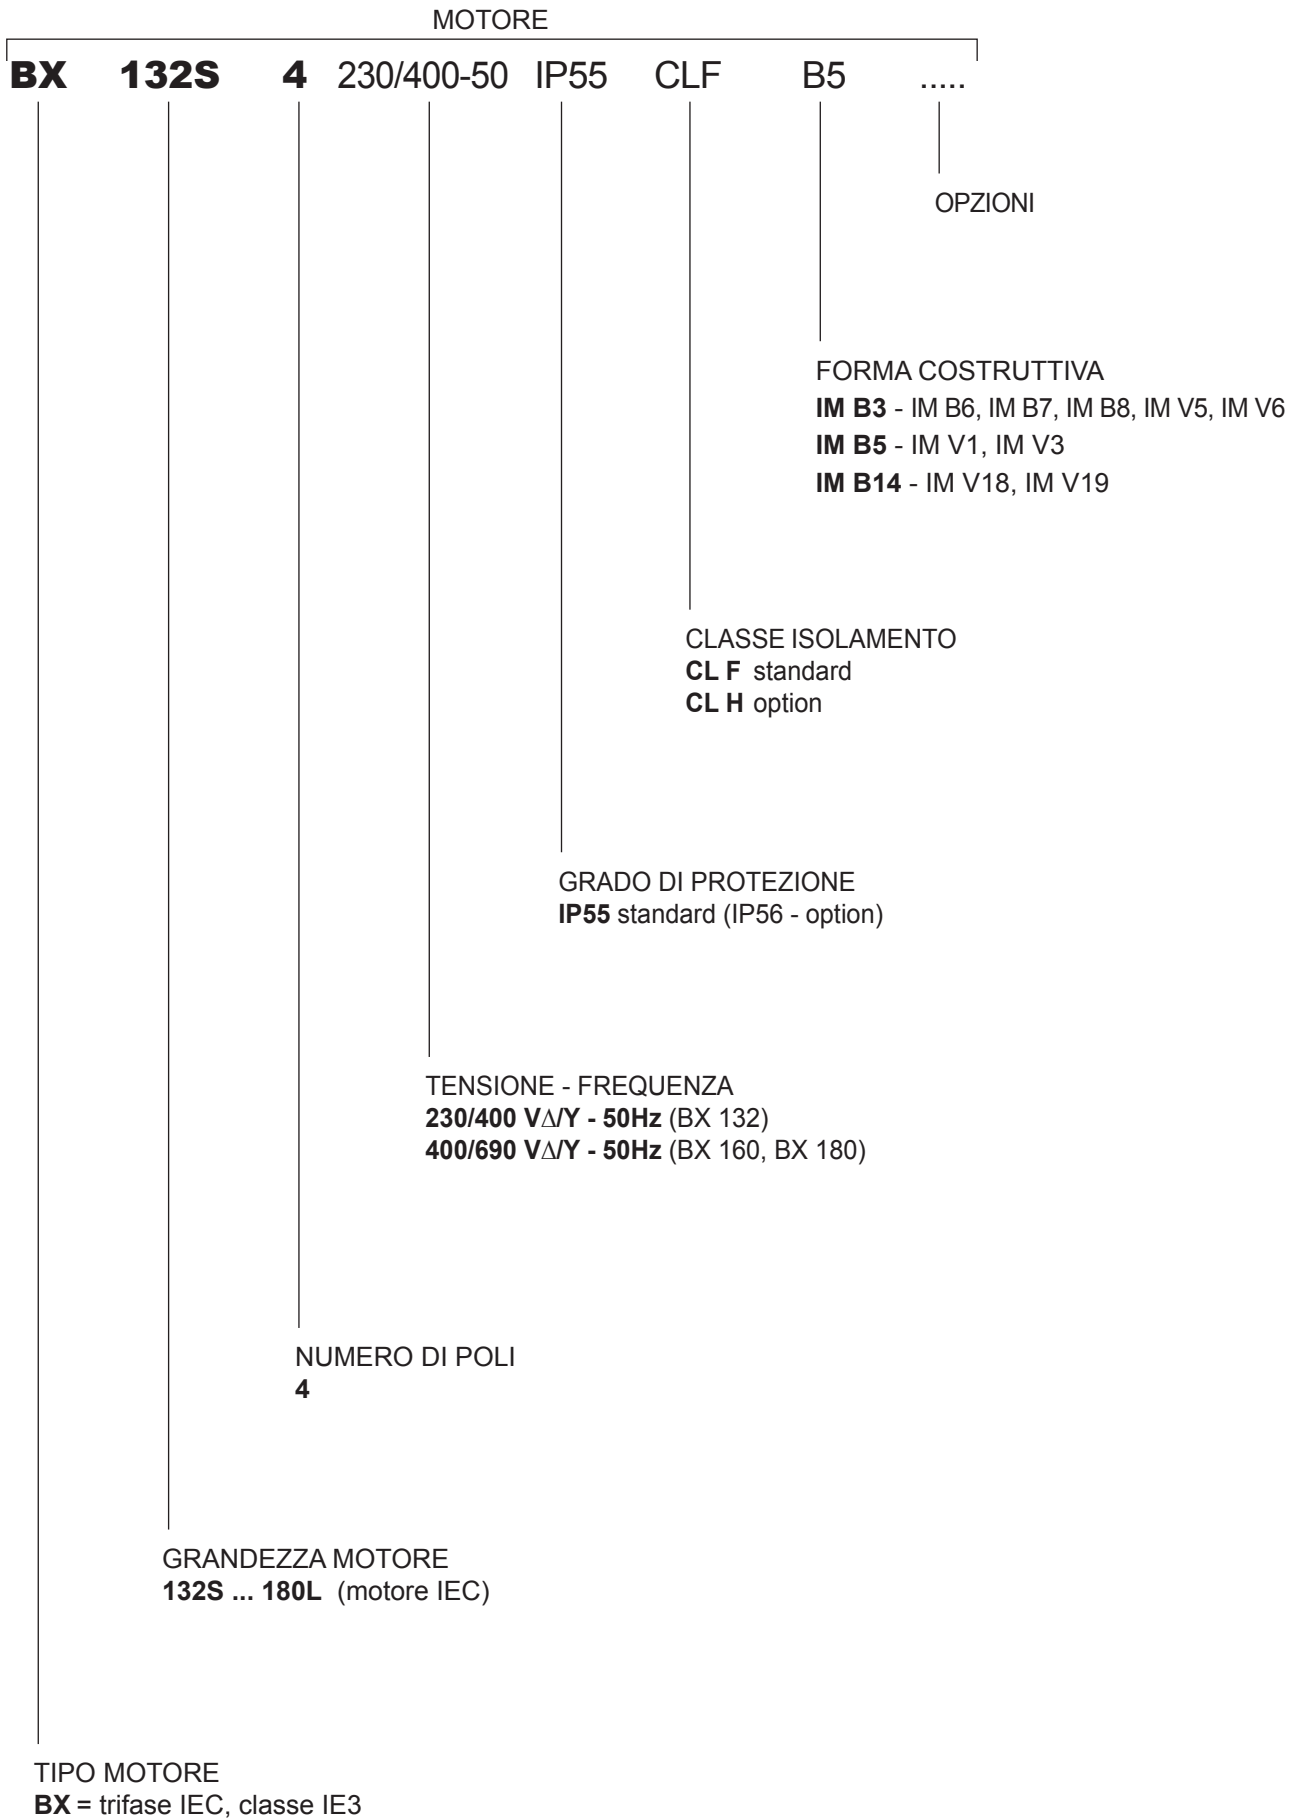 MOTORE
BX 132S 4 230/400-50 IP55 CLF B5 .....
OPZIONI
FORMA COSTRUTTIVA
IM B3 - IM B6, IM B7, IM B8, IM V5, IM V6
IM B5 - IM V1, IM V3
IM B14 - IM V18, IM V19
CLASSE ISOLAMENTO
CL F standard
CL H option
GRADO DI PROTEZIONE
IP55 standard (IP56 - option)
TENSIONE - FREQUENZA
230/400 VΔ/Y - 50Hz (BX 132)
400/690 VΔ/Y - 50Hz (BX 160, BX 180)
NUMERO DI POLI
4
GRANDEZZA MOTORE
132S ... 180L (motore IEC)
TIPO MOTORE
BX = trifase IEC, classe IE3